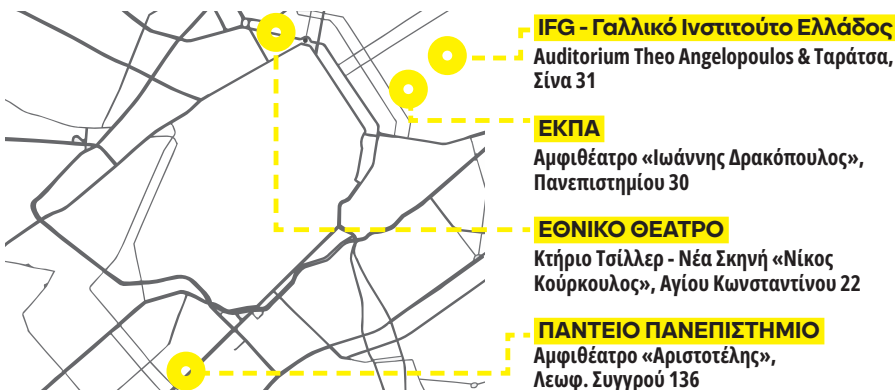 IFG - Γαλλικό Ινστιτούτο Ελλάδος
Auditorium Theo Angelopoulos & Ταράτσα,
Σίνα 31
ΕΚΠΑ
Αμφιθέατρο «Ιωάννης Δρακόπουλος»,
Πανεπιστημίου 30
ΕΘΝΙΚΟ ΘΕΑΤΡΟ
Κτήριο Τσίλλερ - Νέα Σκηνή «Νίκος
Κούρκουλος», Αγίου Κωνσταντίνου 22
ΠΑΝΤΕΙΟ ΠΑΝΕΠΙΣΤΗΜΙΟ
Αμφιθέατρο «Αριστοτέλης»,
Λεωφ. Συγγρού 136